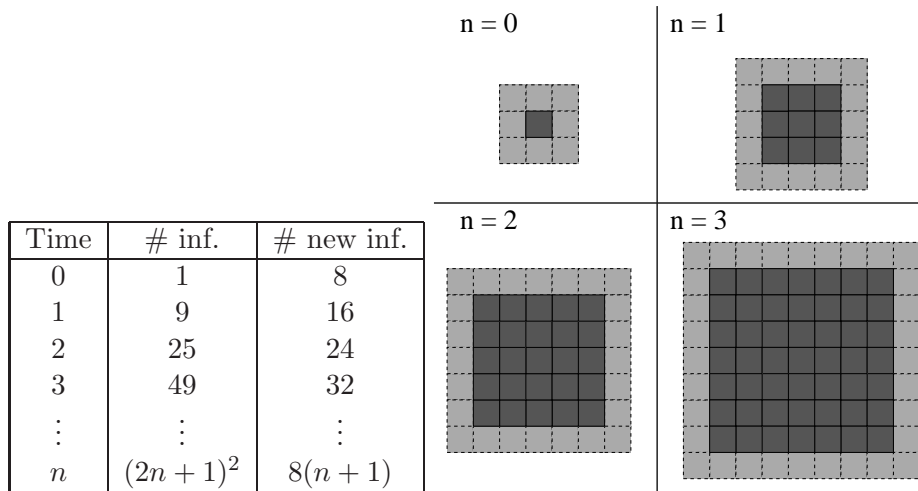 n = 0
n = 1
n = 2
n = 3
Time # inf. # new inf.
0 1 8
1 9 16
2 25 24
3 49 32
⋮ ⋮ ⋮
n (2n + 1)² 8(n + 1)